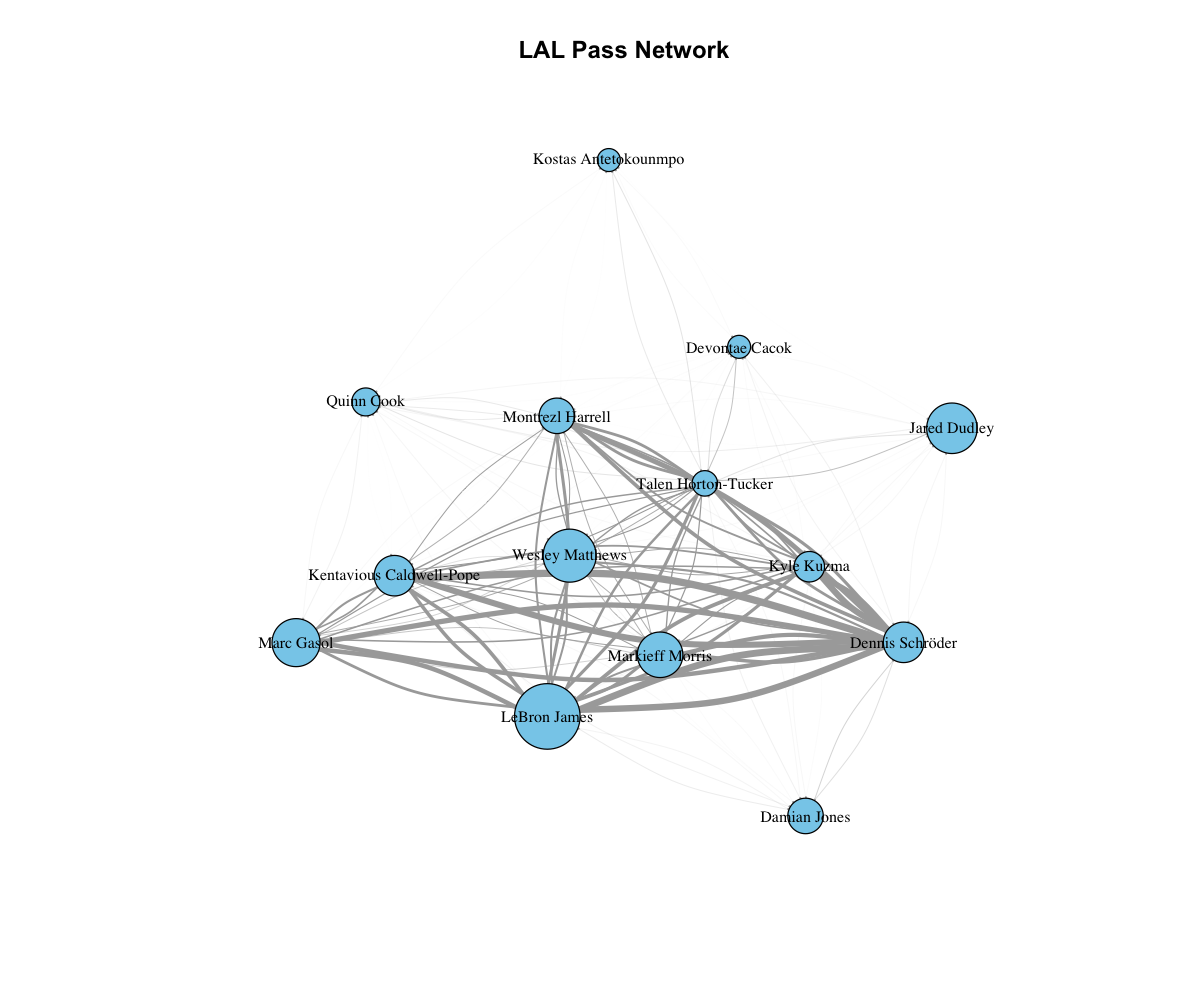 LAL Pass Network
Kostas Antetokounmpo
Devontae Cacok
Quinn Cook
Montrezl Harrell
Jared Dudley
Talen Horton-Tucker
Wesley Matthews
Kyle Kuzma
Kentavious Caldwell-Pope
Marc Gasol
Dennis Schröder
Markieff Morris
LeBron James
Damian Jones